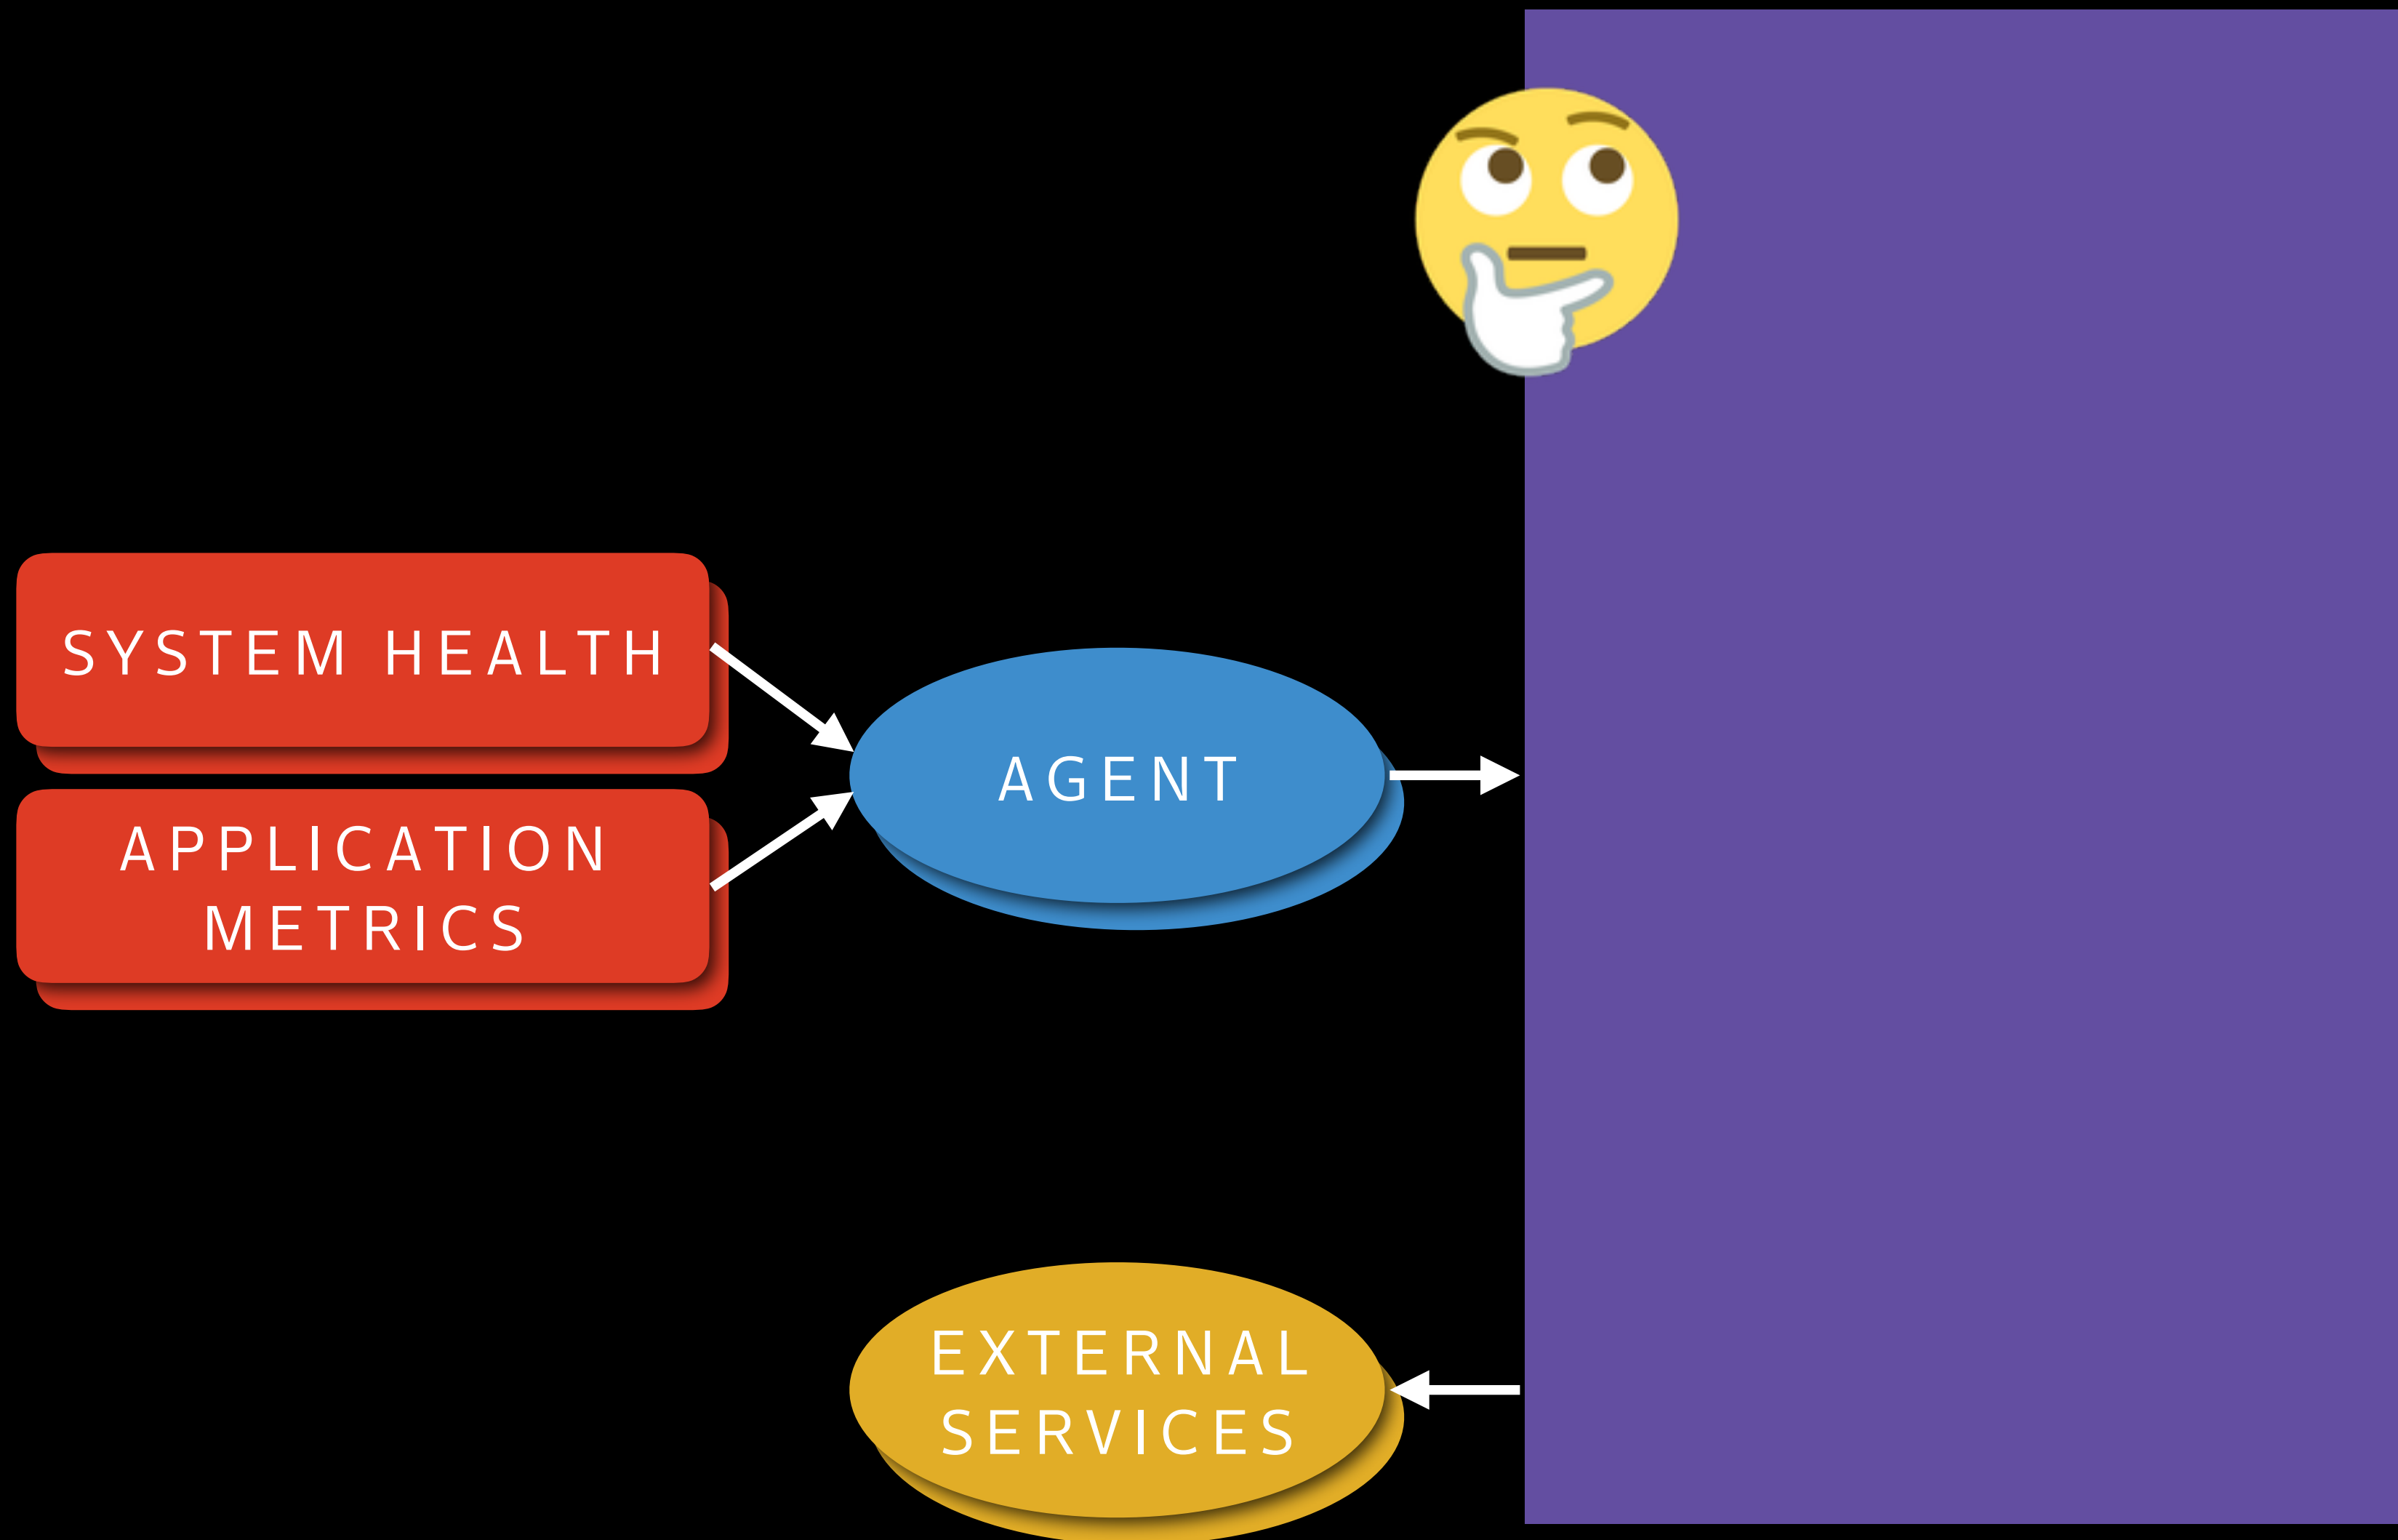 SYSTEM HEALTH
APPLICATION
METRICS
AGENT
EXTERNAL
SERVICES